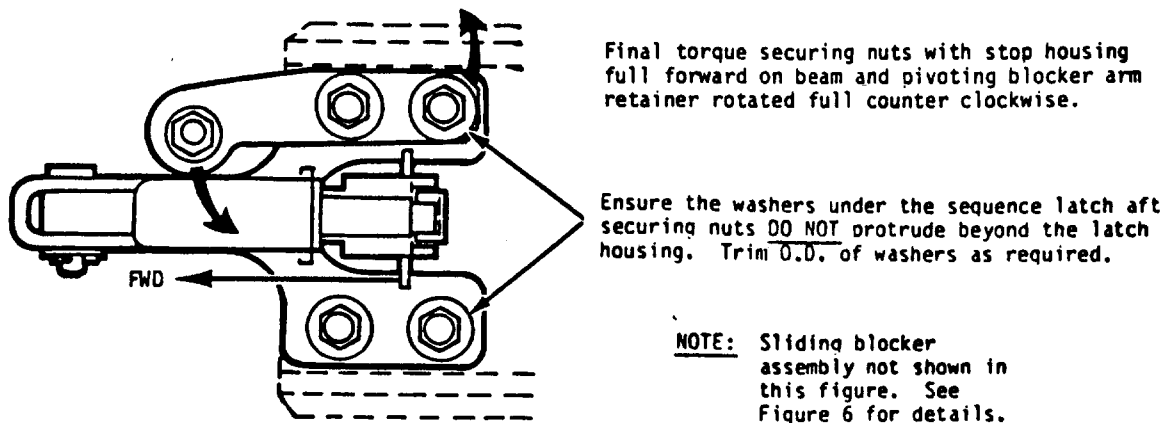 Final torque securing nuts with stop housing
full forward on beam and pivoting blocker arm
retainer rotated full counter clockwise.
Ensure the washers under the sequence latch aft
securing nuts DO NOT protrude beyond the latch
housing. Trim O.D. of washers as required.
FWD
NOTE: Sliding blocker
assembly not shown in
this figure. See
Figure 6 for details.